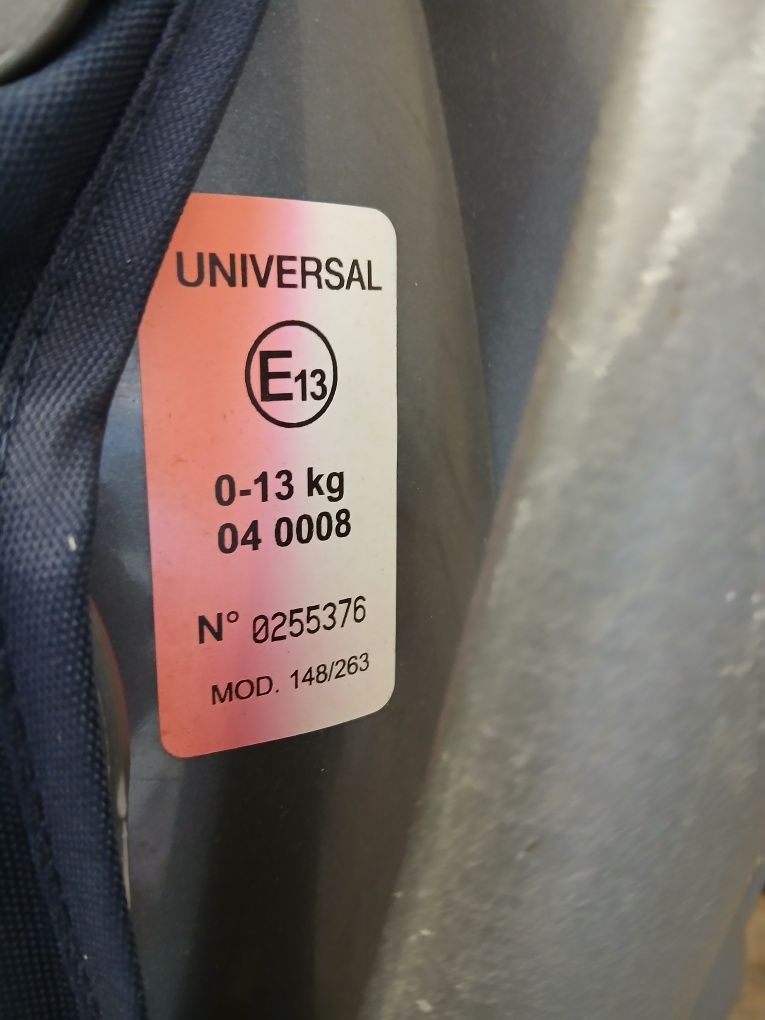 UNIVERSAL
E13
0-13 kg
04 0008
N° 0255376
MOD. 148/263